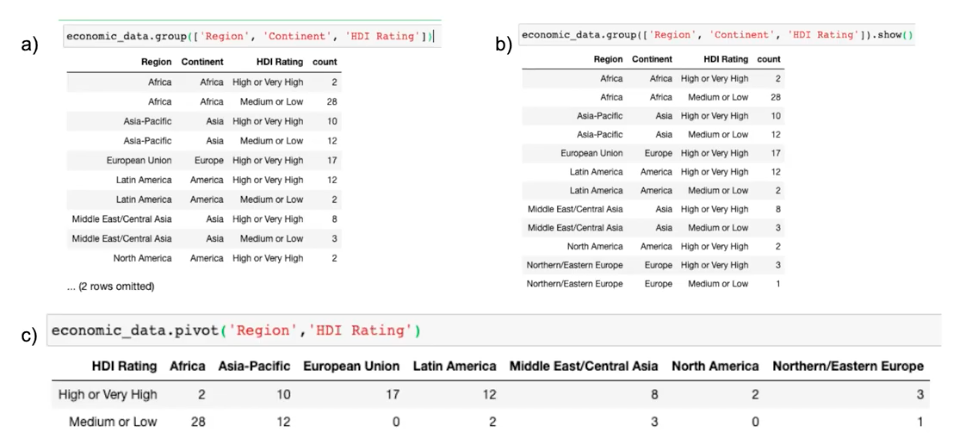 a)
economic_data.group(['Region', 'Continent', 'HDI Rating'])
Region Continent HDI Rating count
Africa Africa High or Very High 2
Africa Africa Medium or Low 28
Asia-Pacific Asia High or Very High 10
Asia-Pacific Asia Medium or Low 12
European Union Europe High or Very High 17
Latin America America High or Very High 12
Latin America America Medium or Low 2
Middle East/Central Asia Asia High or Very High 8
Middle East/Central Asia Asia Medium or Low 3
North America America High or Very High 2
... (2 rows omitted)
b)
economic_data.group(['Region', 'Continent', 'HDI Rating']).show()
Region Continent HDI Rating count
Africa Africa High or Very High 2
Africa Africa Medium or Low 28
Asia-Pacific Asia High or Very High 10
Asia-Pacific Asia Medium or Low 12
European Union Europe High or Very High 17
Latin America America High or Very High 12
Latin America America Medium or Low 2
Middle East/Central Asia Asia High or Very High 8
Middle East/Central Asia Asia Medium or Low 3
North America America High or Very High 2
Northern/Eastern Europe Europe High or Very High 3
Northern/Eastern Europe Europe Medium or Low 1
c)
economic_data.pivot('Region','HDI Rating')
HDI Rating Africa Asia-Pacific European Union Latin America Middle East/Central Asia North America Northern/Eastern Europe
High or Very High 2 10 17 12 8 2 3
Medium or Low 28 12 0 2 3 0 1